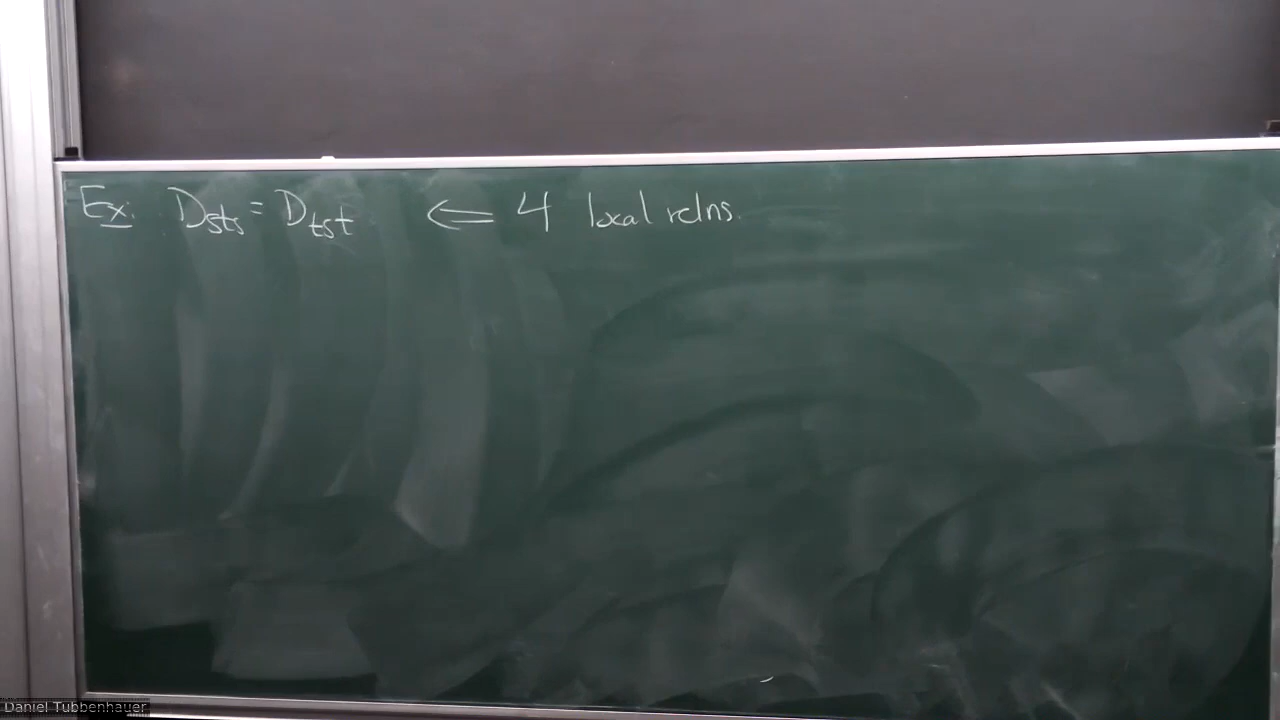 Ex: D_sts = D_tst ⇐ 4 local relns.
Daniel Tubbenhauer